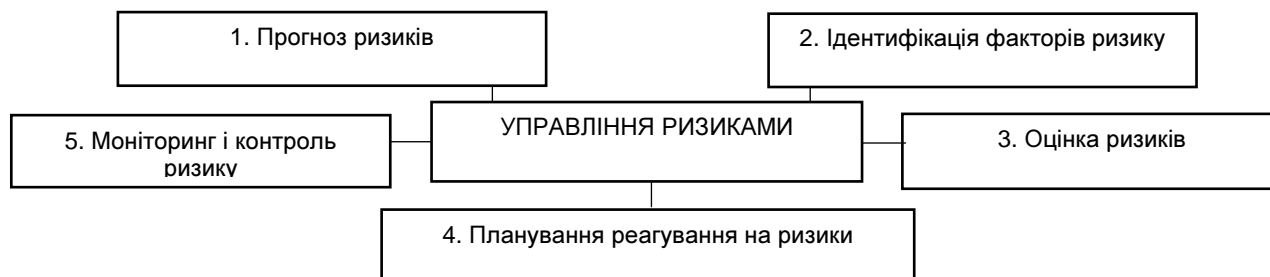 1. Прогноз ризиків
2. Ідентифікація факторів ризику
УПРАВЛІННЯ РИЗИКАМИ
5. Моніторинг і контроль
ризику
3. Оцінка ризиків
4. Планування реагування на ризики